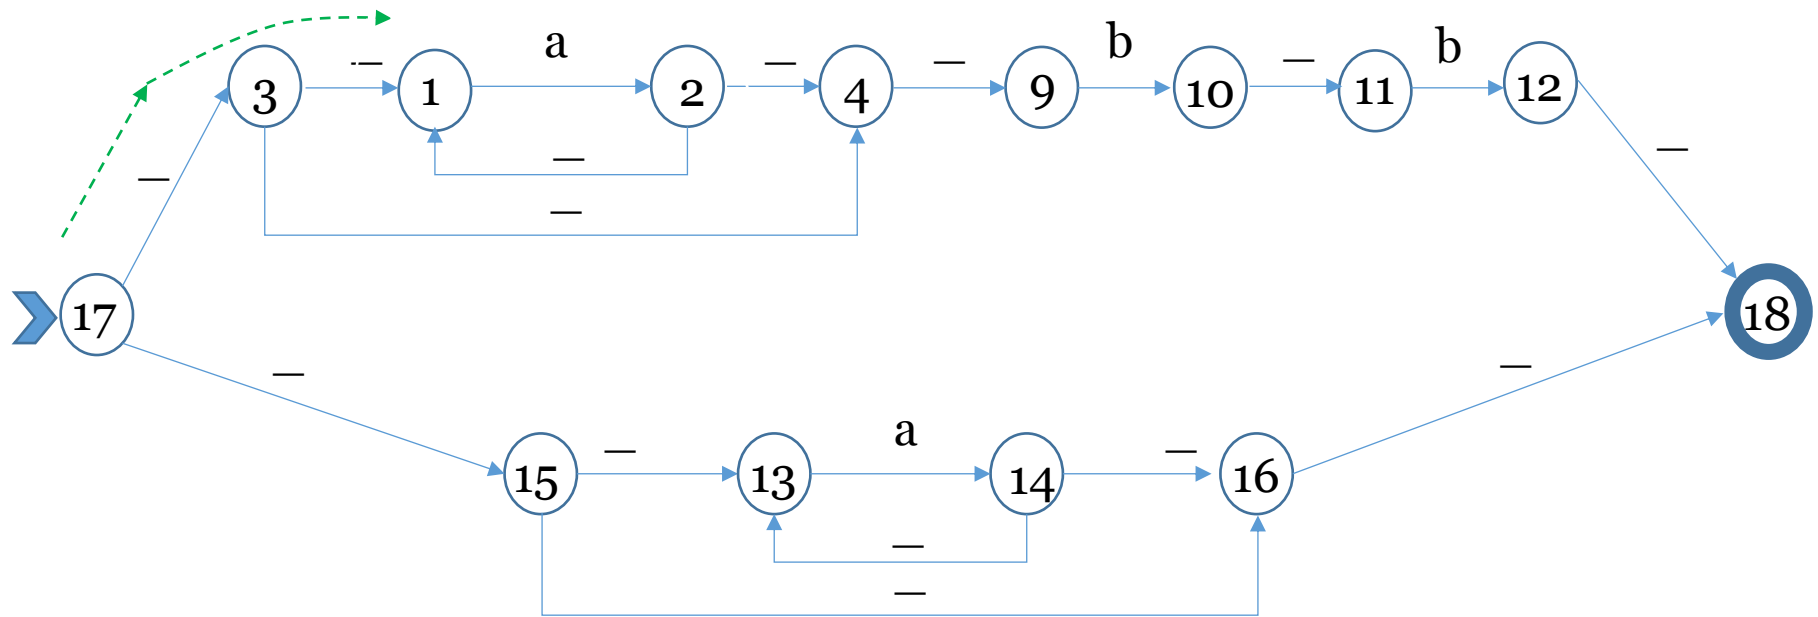 – a – – b – b
3 1 2 4 9 10 11 12
– – –
–
17 18
– –
– a –
15 13 14 16
–
–